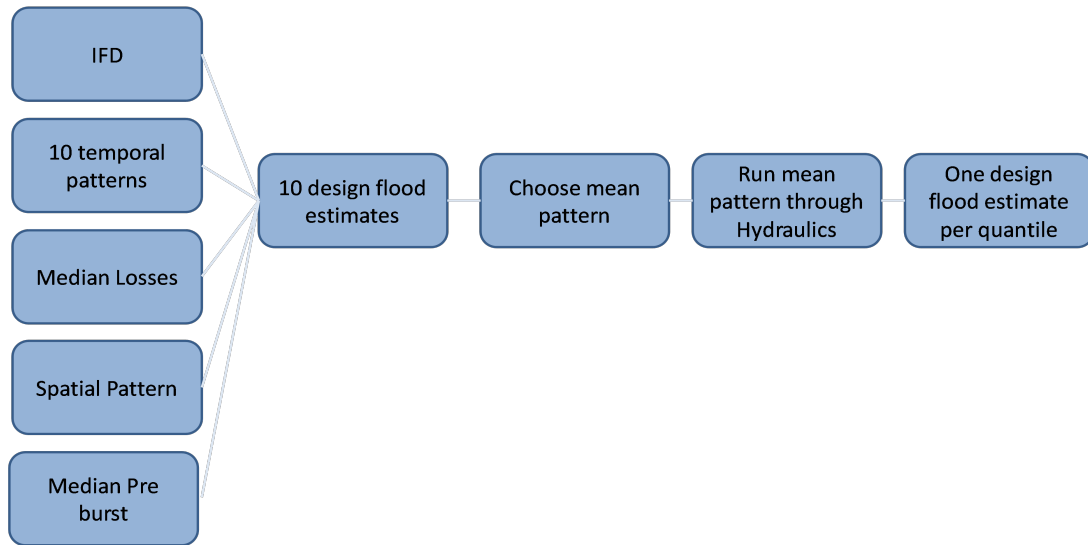 IFD
10 temporal
patterns
Median Losses
Spatial Pattern
Median Pre
burst
10 design flood
estimates
Choose mean
pattern
Run mean
pattern through
Hydraulics
One design
flood estimate
per quantile